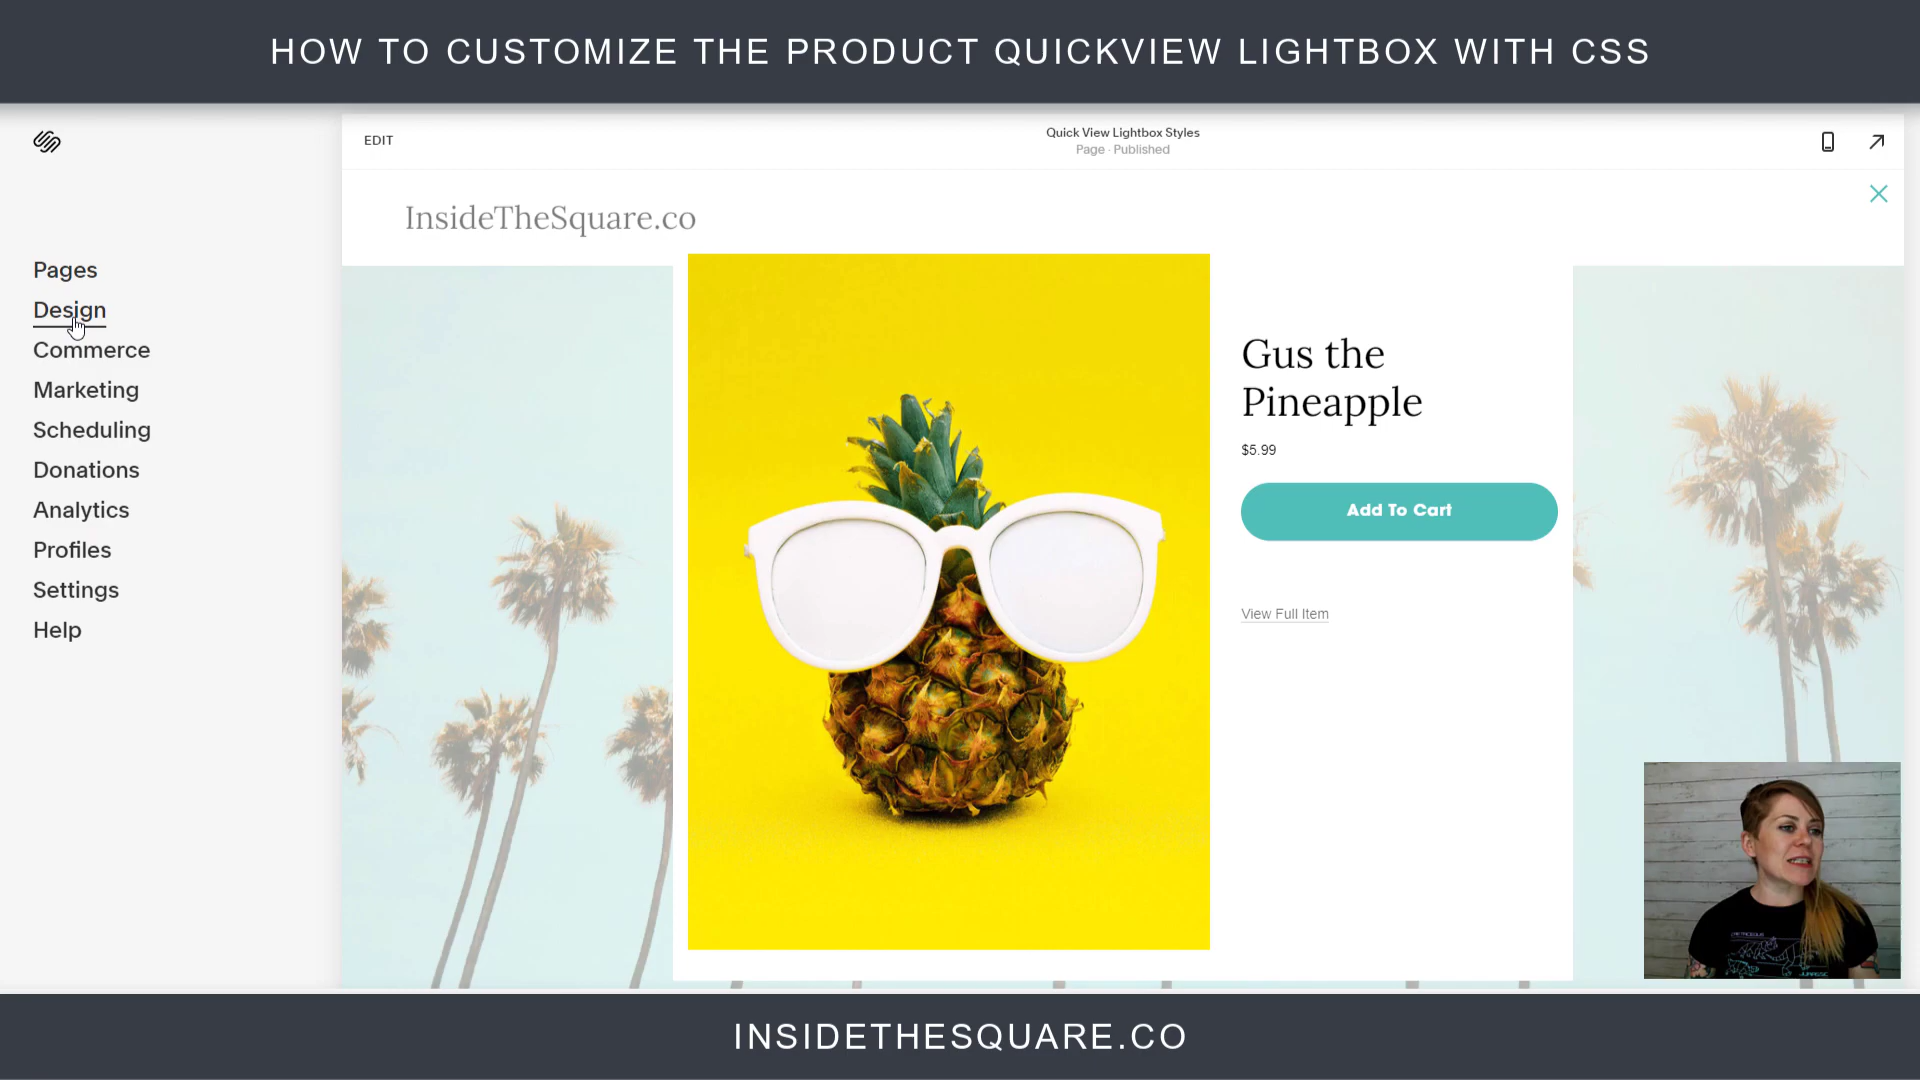 HOW TO CUSTOMIZE THE PRODUCT QUICKVIEW LIGHTBOX WITH CSS
EDIT
Quick View Lightbox Styles
Page · Published
InsideTheSquare.co
Pages
Design
Commerce
Marketing
Scheduling
Donations
Analytics
Profiles
Settings
Help
Gus the
Pineapple
$5.99
Add To Cart
View Full Item
INSIDETHESQUARE.CO